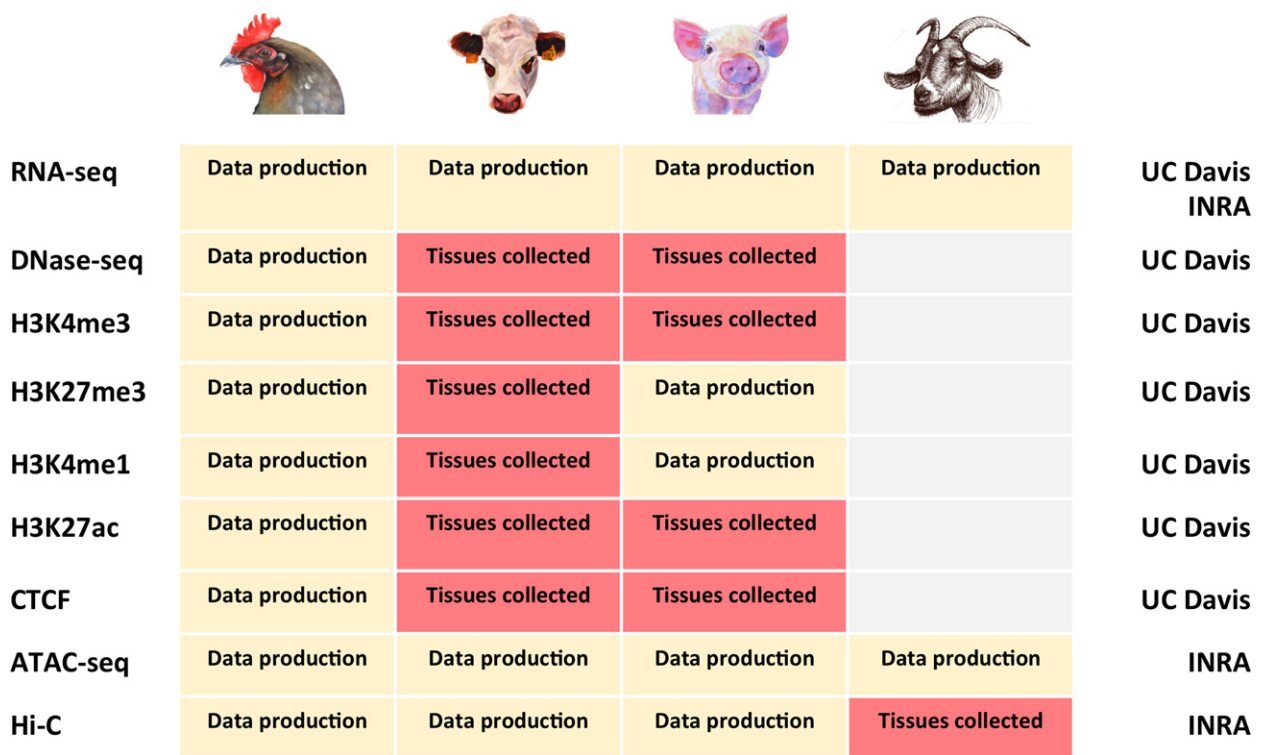 RNA-seq Data production Data production Data production Data production UC Davis
INRA
DNase-seq Data production Tissues collected Tissues collected UC Davis
H3K4me3 Data production Tissues collected Tissues collected UC Davis
H3K27me3 Data production Tissues collected Data production UC Davis
H3K4me1 Data production Tissues collected Data production UC Davis
H3K27ac Data production Tissues collected Tissues collected UC Davis
CTCF Data production Tissues collected Tissues collected UC Davis
ATAC-seq Data production Data production Data production Data production INRA
Hi-C Data production Data production Data production Tissues collected INRA